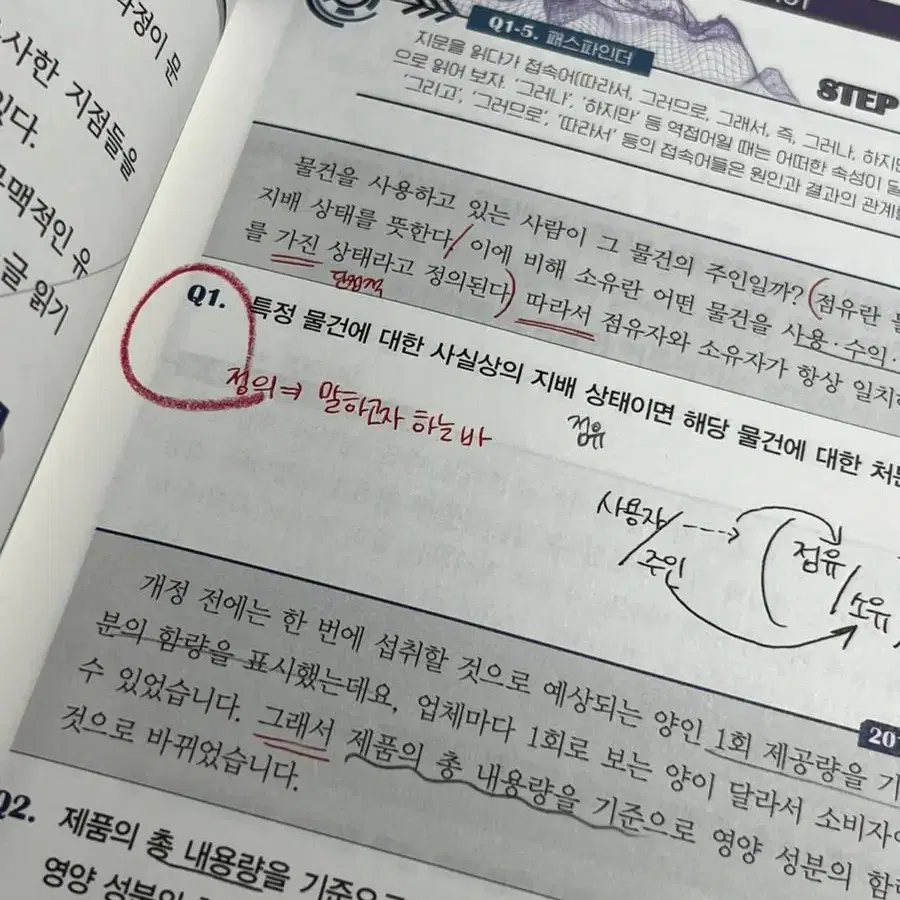 작정이 문
사한 지점들을
있다.
맥적인 유
글 읽기
Q1-5. 패스파인더
STEP
지문을 읽다가 접속어(따라서, 그러므로, 그래서, 즉, 그러나, 하지만
으로 읽어 보자. '그러나', '하지만' 등 역접어일 때는 어떠한 속성이 달
'그리고', '그러므로', '따라서' 등의 접속어들은 원인과 결과의 관계를
물건을 사용하고 있는 사람이 그 물건의 주인일까? (점유란 물
지배 상태를 뜻한다/ 이에 비해 소유란 어떤 물건을 사용·수익·
를 가진 상태라고 정의된다) 따라서 점유자와 소유자가 항상 일치하
Q1. 특정 물건에 대한 사실상의 지배 상태이면 해당 물건에 대한 처분
정의 ⇒ 말하고자 하는 바
점유
사용자/
/주인
점유/
/소유
개정 전에는 한 번에 섭취할 것으로 예상되는 양인 1회 제공량을 기
분의 함량을 표시했는데요, 업체마다 1회로 보는 양이 달라서 소비자
수 있었습니다. 그래서 제품의 총 내용량을 기준으로 영양 성분의 함
것으로 바뀌었습니다.
201
Q2. 제품의 총 내용량을 기준으로
영양 성분의